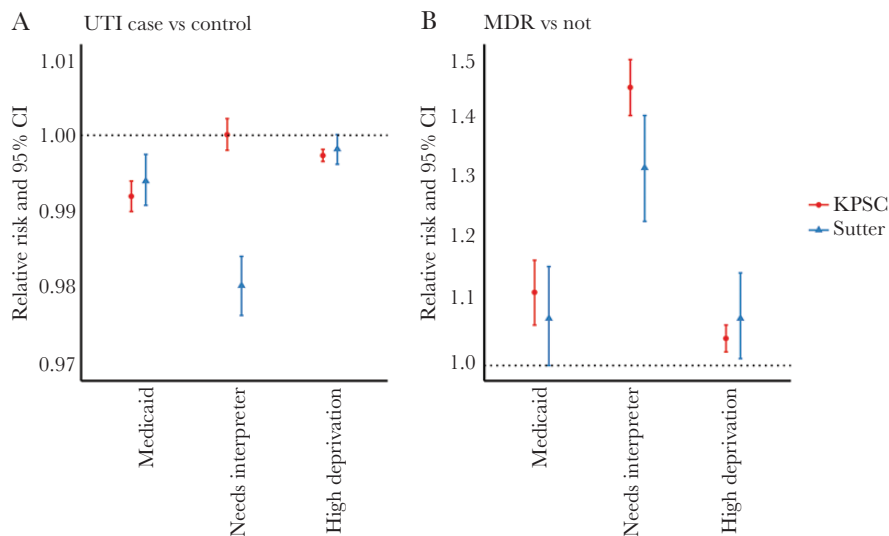 A UTI case vs control
Relative risk and 95% CI
1.01
1.00
0.99
0.98
0.97
Medicaid
Needs interpreter
High deprivation
B MDR vs not
Relative risk and 95% CI
1.5
1.4
1.3
1.2
1.1
1.0
Medicaid
Needs interpreter
High deprivation
KPSC
Sutter